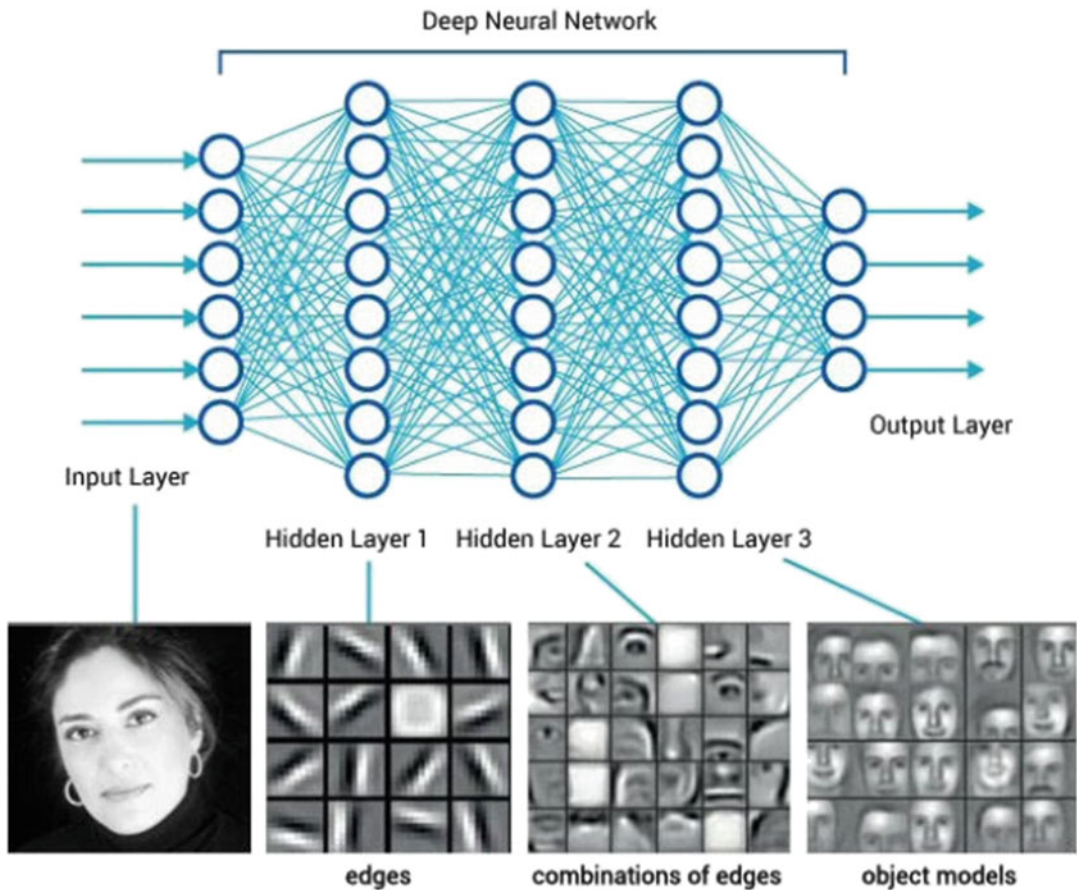 Deep Neural Network
Input Layer
Output Layer
Hidden Layer 1
Hidden Layer 2
Hidden Layer 3
edges
combinations of edges
object models